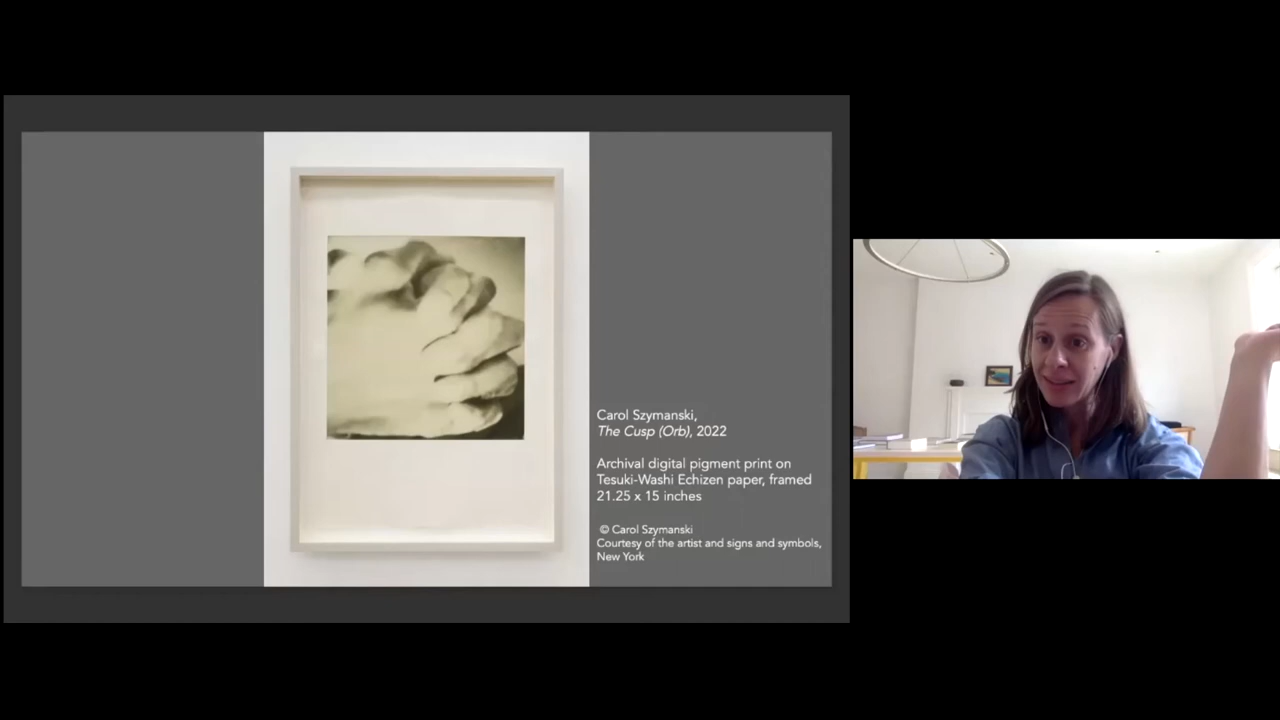 Carol Szymanski,
The Cusp (Orb), 2022
Archival digital pigment print on
Tesuki-Washi Echizen paper, framed
21.25 x 15 inches
© Carol Szymanski
Courtesy of the artist and signs and symbols,
New York